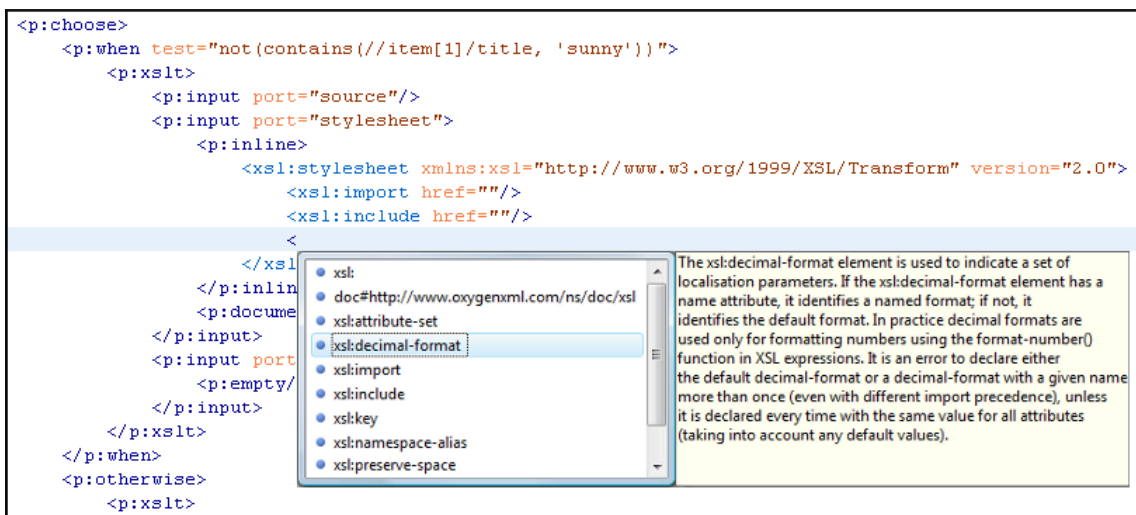 <p:choose>
<p:when test="not(contains(//item[1]/title, 'sunny'))">
<p:xslt>
<p:input port="source"/>
<p:input port="stylesheet">
<p:inline>
<xsl:stylesheet xmlns:xsl="http://www.w3.org/1999/XSL/Transform" version="2.0">
<xsl:import href=""/>
<xsl:include href=""/>
<
</xsl
</p:inlin
<p:docume
</p:input>
<p:input port
<p:empty/
</p:input>
</p:xslt>
</p:when>
<p:otherwise>
<p:xslt>
xsl:
doc#http://www.oxygenxml.com/ns/doc/xsl
xsl:attribute-set
xsl:decimal-format
xsl:import
xsl:include
xsl:key
xsl:namespace-alias
xsl:preserve-space
The xsl:decimal-format element is used to indicate a set of
localisation parameters. If the xsl:decimal-format element has a
name attribute, it identifies a named format; if not, it
identifies the default format. In practice decimal formats are
used only for formatting numbers using the format-number()
function in XSL expressions. It is an error to declare either
the default decimal-format or a decimal-format with a given name
more than once (even with different import precedence), unless
it is declared every time with the same value for all attributes
(taking into account any default values).